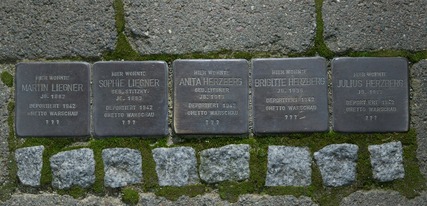 HIER WOHNTE
MARTIN LIEGNER
DEPORTIERT 1942
GHETTO WARSCHAU
???
HIER WOHNTE
SOPHIE LIEGNER
DEPORTIERT 1942
GHETTO WARSCHAU
???
HIER WOHNTE
ANITA HERZBERG
GEB. LIEGNER
DEPORTIERT 1942
GHETTO WARSCHAU
???
HIER WOHNTE
BRIGITTE HERZBERG
DEPORTIERT 1942
GHETTO WARSCHAU
???
HIER WOHNTE
JULIUS HERZBERG
DEPORTIERT 1942
GHETTO WARSCHAU
???